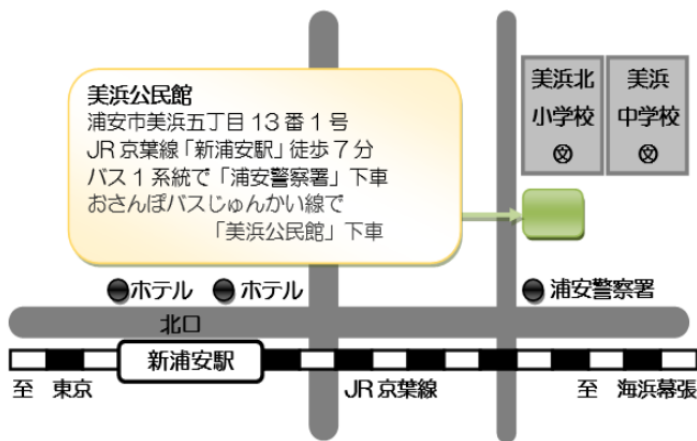 美浜公民館
浦安市美浜五丁目13番1号
JR京葉線「新浦安駅」徒歩7分
バス1系統で「浦安警察署」下車
おさんぽバスじゅんかい線で
「美浜公民館」下車
美浜北
小学校
文
美浜
中学校
文
ホテル
ホテル
浦安警察署
北口
新浦安駅
至 東京
JR京葉線
至 海浜幕張